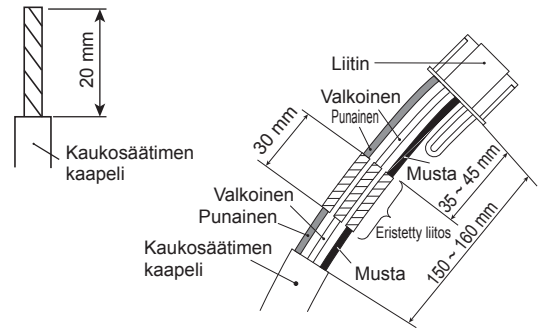 20 mm
Kaukosäätimen
kaapeli
Liitin
Valkoinen
Punainen
30 mm
Musta
35 ~ 45 mm
150 ~ 160 mm
Valkoinen
Punainen
Eristetty liitos
Kaukosäätimen
kaapeli
Musta